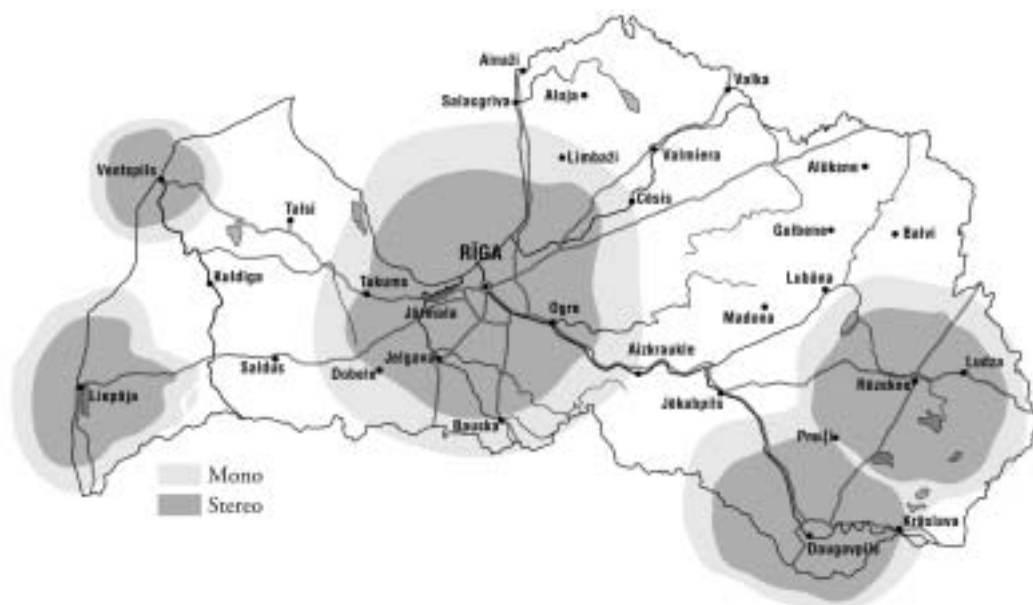 Ainaži
Valka
Salacgrīva
Aloja
Limbaži
Valmiera
Ventspils
Alūksne
Cēsis
Talsi
Gulbene
Balvi
RĪGA
Kuldīga
Tukums
Lubāna
Jūrmala
Ogre
Madona
Aizkraukle
Jelgava
Saldus
Dobele
Ludza
Rēzekne
Liepāja
Jēkabpils
Bauska
Preiļi
Mono
Stereo
Krāslava
Daugavpils